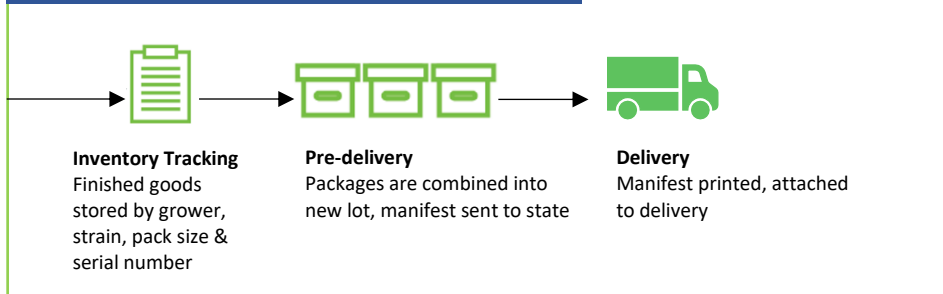 Inventory Tracking
Finished goods
stored by grower,
strain, pack size &
serial number
Pre-delivery
Packages are combined into
new lot, manifest sent to state
Delivery
Manifest printed, attached
to delivery